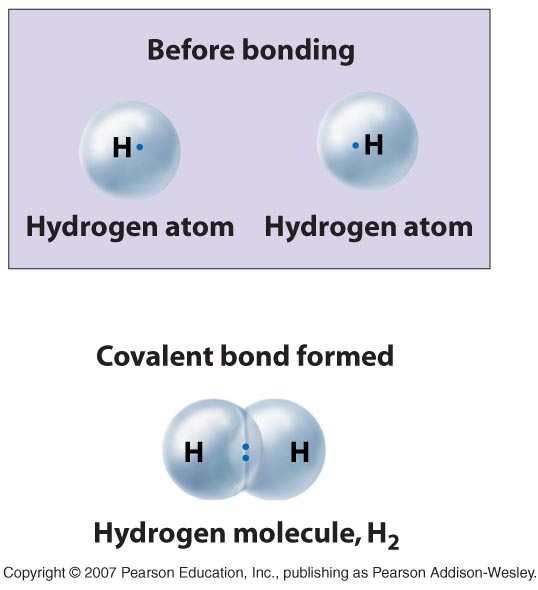 Before bonding
H· ·H
Hydrogen atom Hydrogen atom
Covalent bond formed
H : H
Hydrogen molecule, H₂
Copyright © 2007 Pearson Education, Inc., publishing as Pearson Addison-Wesley.